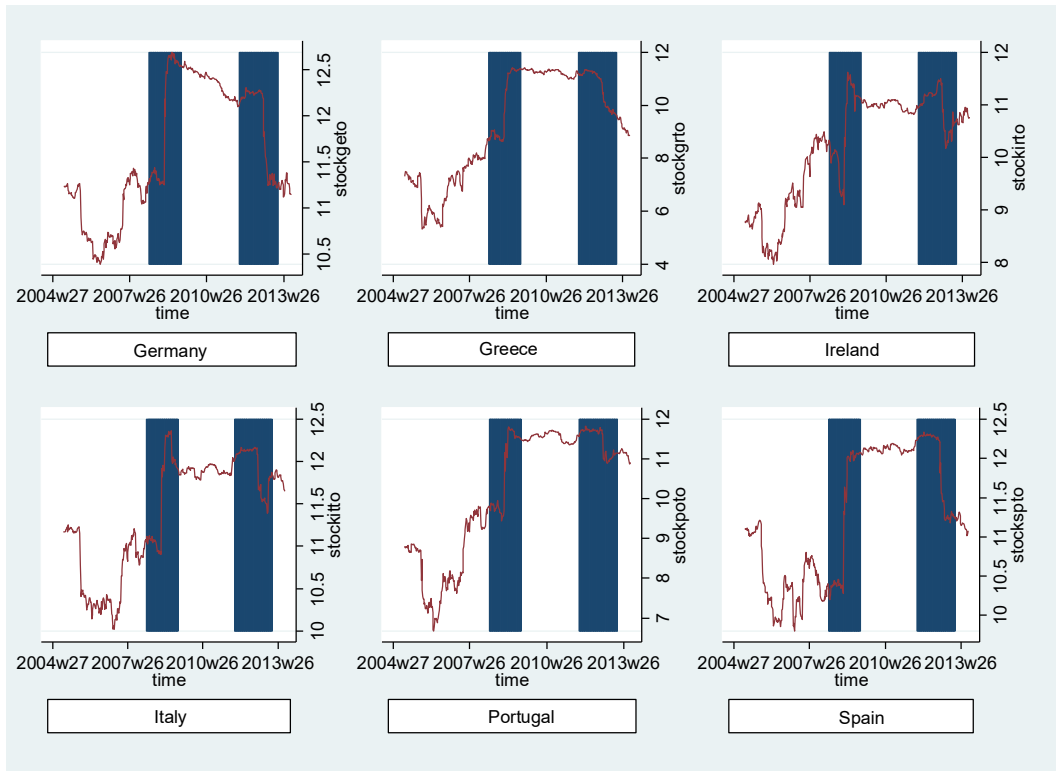 10.5 11 11.5 12 12.5
stockgeto
2004w27 2007w26 2010w26 2013w26
time
Germany
4 6 8 10 12
stockgrto
2004w27 2007w26 2010w26 2013w26
time
Greece
8 9 10 11 12
stockirto
2004w27 2007w26 2010w26 2013w26
time
Ireland
10 10.5 11 11.5 12 12.5
stockitto
2004w27 2007w26 2010w26 2013w26
time
Italy
7 8 9 10 11 12
stockpoto
2004w27 2007w26 2010w26 2013w26
time
Portugal
10 10.5 11 11.5 12 12.5
stockspto
2004w27 2007w26 2010w26 2013w26
time
Spain